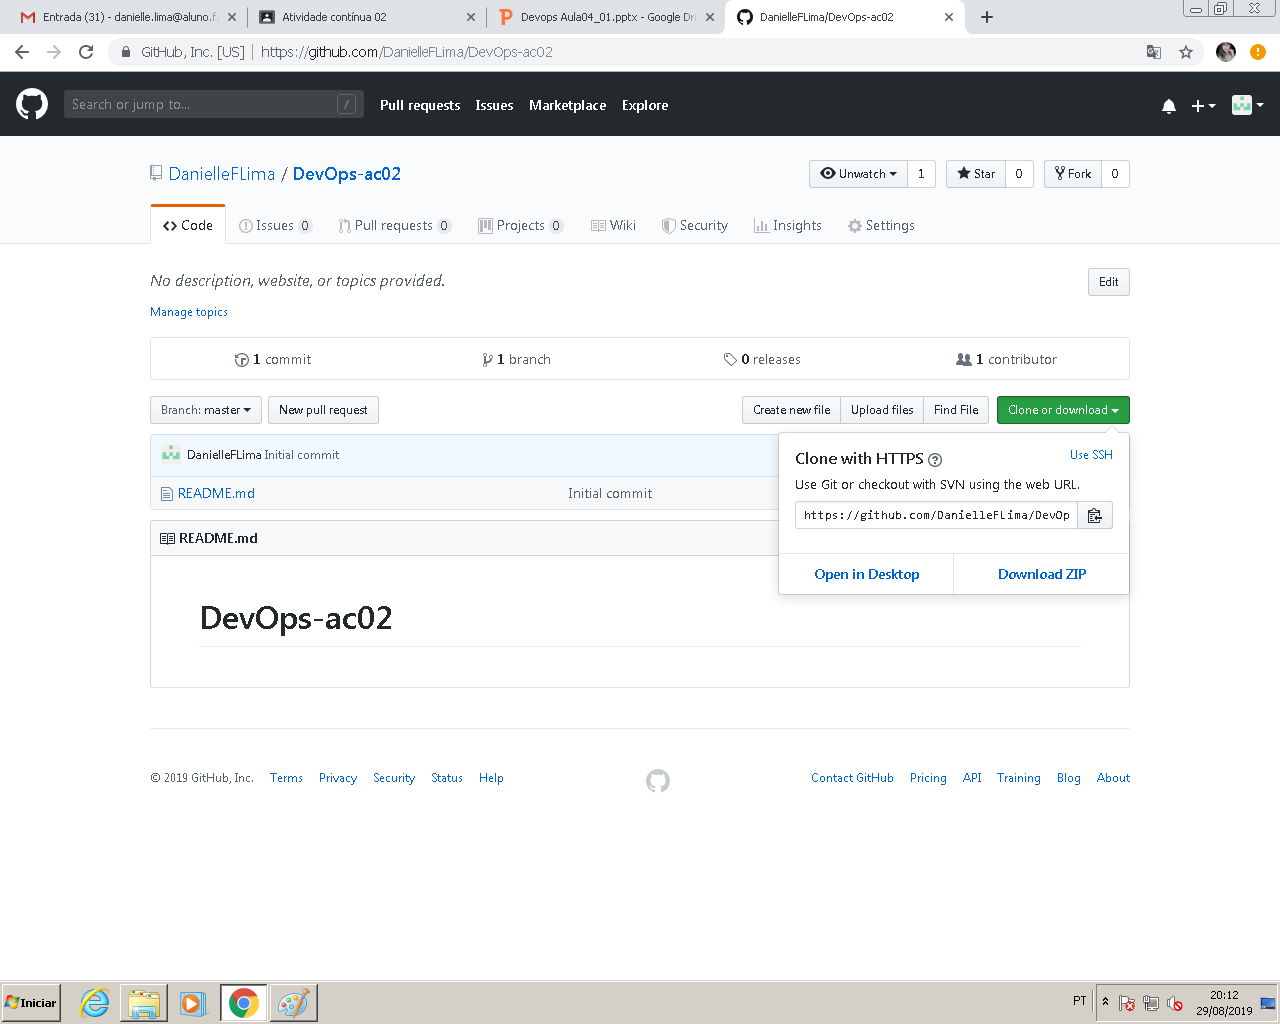 Entrada (31) - danielle.lima@aluno.f
Atividade contínua 02
Devops Aula04_01.pptx - Google Dri
DanielleFLima/DevOps-ac02
GitHub, Inc. [US] | https://github.com/DanielleFLima/DevOps-ac02
Search or jump to... /
Pull requests Issues Marketplace Explore
DanielleFLima / DevOps-ac02
Unwatch 1 Star 0 Fork 0
Code Issues 0 Pull requests 0 Projects 0 Wiki Security Insights Settings
No description, website, or topics provided.
Edit
Manage topics
1 commit 1 branch 0 releases 1 contributor
Branch: master New pull request Create new file Upload files Find File Clone or download
DanielleFLima Initial commit
README.md Initial commit
Clone with HTTPS Use SSH
Use Git or checkout with SVN using the web URL.
https://github.com/DanielleFLima/DevOp
Open in Desktop Download ZIP
README.md
DevOps-ac02
© 2019 GitHub, Inc. Terms Privacy Security Status Help Contact GitHub Pricing API Training Blog About
Iniciar
PT
20:12
29/08/2019